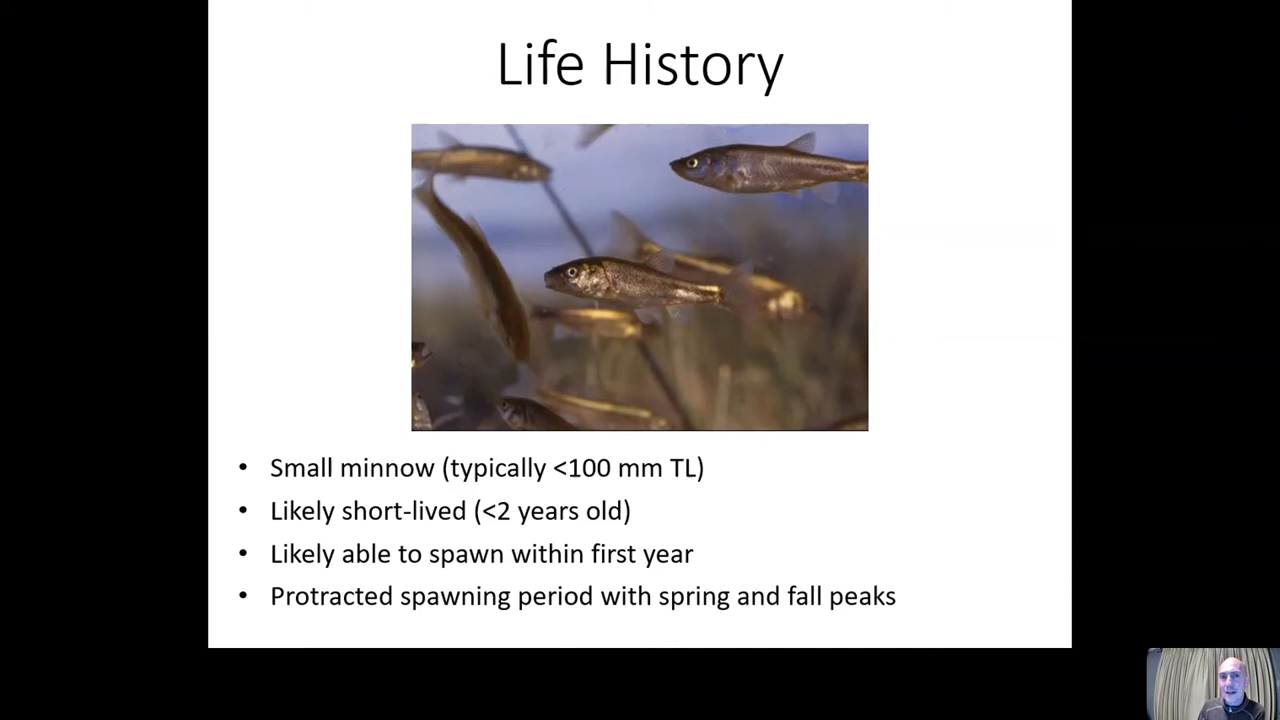 Life History
• Small minnow (typically <100 mm TL)
• Likely short-lived (<2 years old)
• Likely able to spawn within first year
• Protracted spawning period with spring and fall peaks